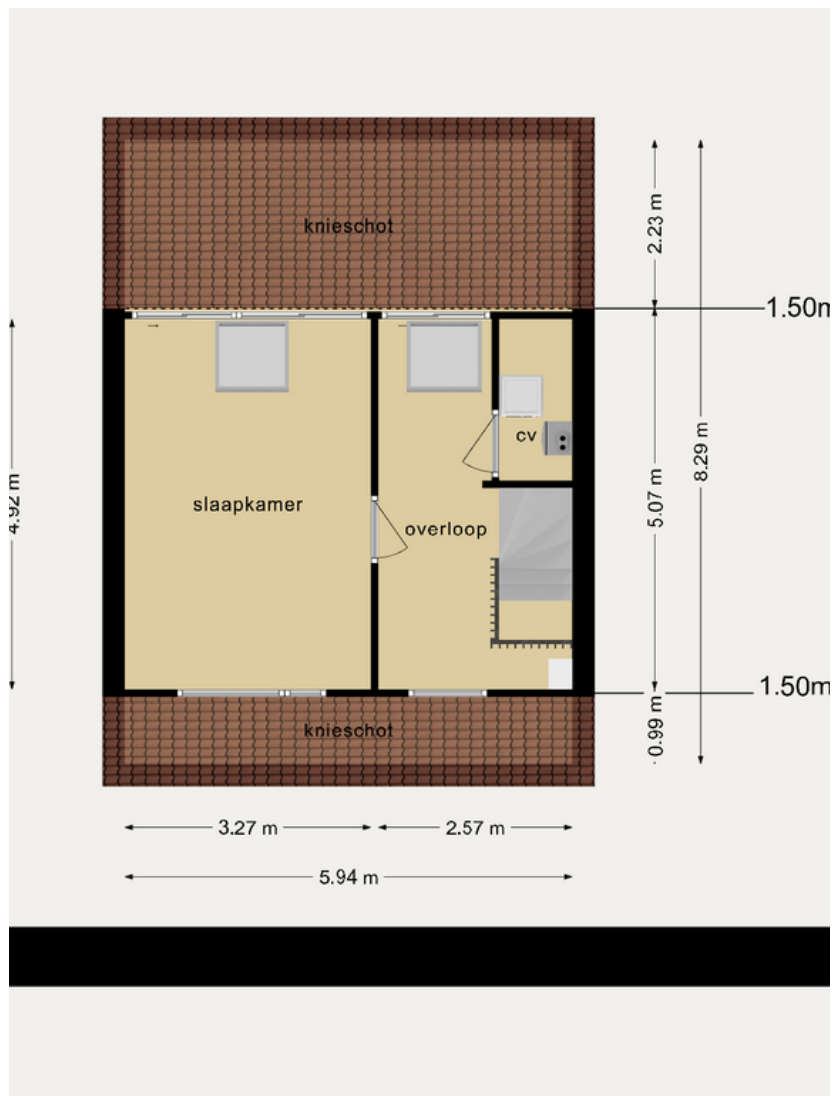 knieschot
2.23 m
1.50m
4.92 m
slaapkamer
overloop
cv
5.07 m
8.29 m
1.50m
knieschot
0.99 m
3.27 m
2.57 m
5.94 m